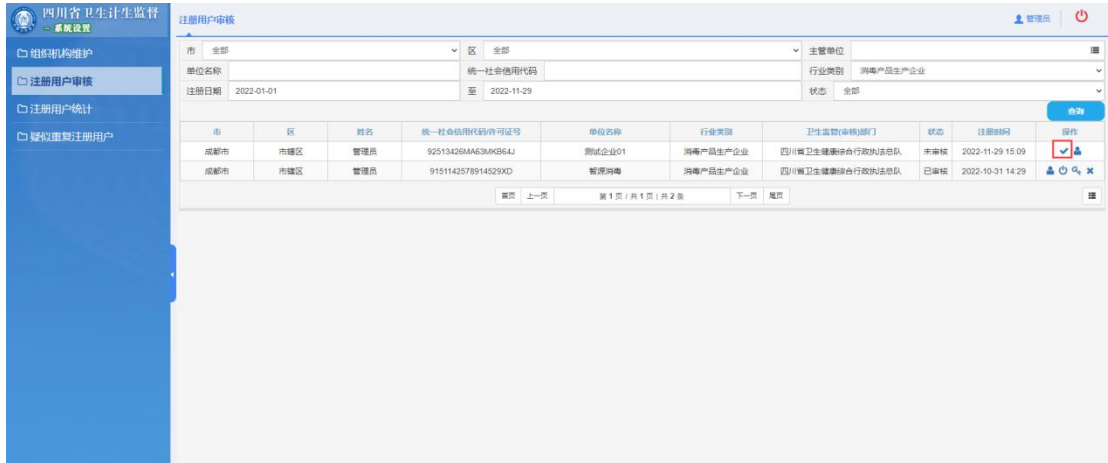 四川省卫生计生监督
- 系统设置
组织机构维护
注册用户审核
注册用户统计
疑似重复注册用户
注册用户审核
管理员
市 全部 区 全部 主管单位
单位名称 统一社会信用代码 行业类别 消毒产品生产企业
注册日期 2022-01-01 至 2022-11-29 状态 全部
查询
市 区 姓名 统一社会信用代码/许可证号 单位名称 行业类别 卫生监管(审核)部门 状态 注册时间 操作
成都市 市辖区 管理员 92513426MA63MKB64J 测试企业01 消毒产品生产企业 四川省卫生健康综合行政执法总队 未审核 2022-11-29 15:09
成都市 市辖区 管理员 9151142578914529XD 智源消毒 消毒产品生产企业 四川省卫生健康综合行政执法总队 已审核 2022-10-31 14:29
首页 上一页 第 1 页 / 共 1 页 | 共 2 条 下一页 尾页